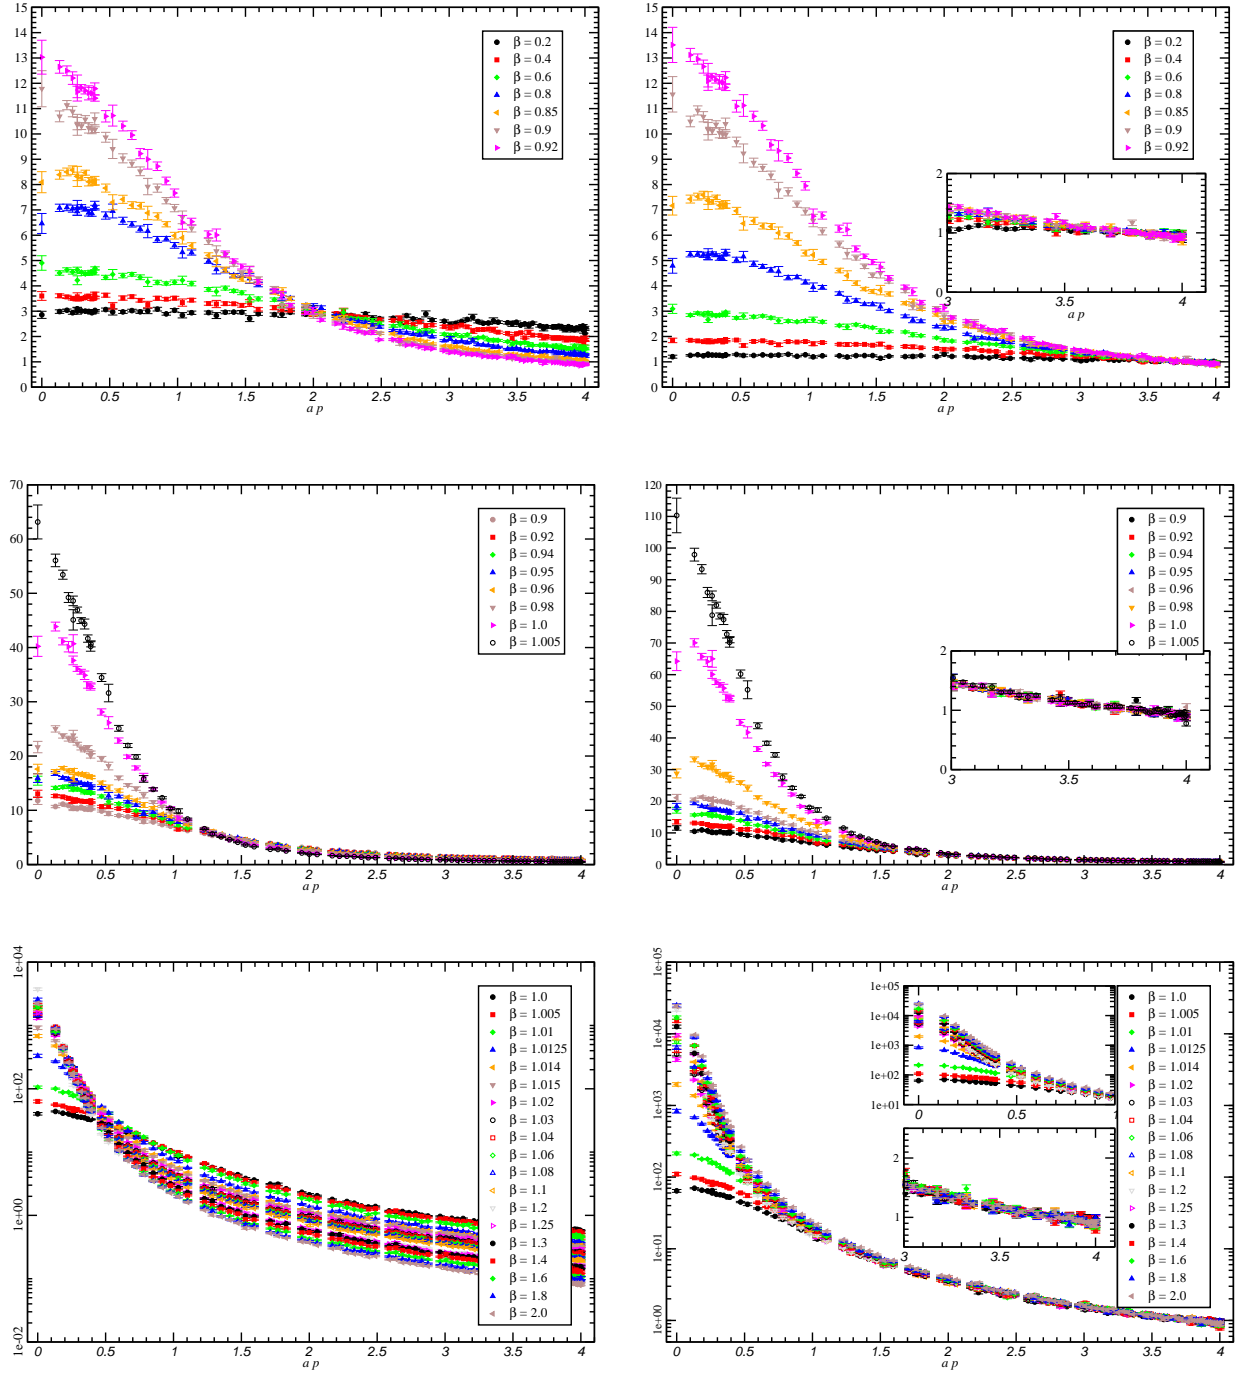 15
14
13
12
11
10
9
8
7
6
5
4
3
2
1
0
0 0.5 1 1.5 2 2.5 3 3.5 4
a p
β = 0.2
β = 0.4
β = 0.6
β = 0.8
β = 0.85
β = 0.9
β = 0.92
15
14
13
12
11
10
9
8
7
6
5
4
3
2
1
0
0 0.5 1 1.5 2 2.5 3 3.5 4
a p
β = 0.2
β = 0.4
β = 0.6
β = 0.8
β = 0.85
β = 0.9
β = 0.92
2
1
0
3 3.5 4
a p
70
60
50
40
30
20
10
0
0 0.5 1 1.5 2 2.5 3 3.5 4
a p
β = 0.9
β = 0.92
β = 0.94
β = 0.95
β = 0.96
β = 0.98
β = 1.0
β = 1.005
120
110
100
90
80
70
60
50
40
30
20
10
0
0 0.5 1 1.5 2 2.5 3 3.5 4
a p
β = 0.9
β = 0.92
β = 0.94
β = 0.95
β = 0.96
β = 0.98
β = 1.0
β = 1.005
2
1
0
3 3.5 4
1e+04
1e+02
1e+00
1e-02
0 0.5 1 1.5 2 2.5 3 3.5 4
a p
β = 1.0
β = 1.005
β = 1.01
β = 1.0125
β = 1.014
β = 1.015
β = 1.02
β = 1.03
β = 1.04
β = 1.06
β = 1.08
β = 1.1
β = 1.2
β = 1.25
β = 1.3
β = 1.4
β = 1.6
β = 1.8
β = 2.0
1e+05
1e+04
1e+03
1e+02
1e+01
1e+00
0 0.5 1 1.5 2 2.5 3 3.5 4
a p
β = 1.0
β = 1.005
β = 1.01
β = 1.0125
β = 1.014
β = 1.02
β = 1.03
β = 1.04
β = 1.06
β = 1.08
β = 1.1
β = 1.2
β = 1.25
β = 1.3
β = 1.4
β = 1.6
β = 1.8
β = 2.0
1e+05
1e+04
1e+03
1e+02
1e+01
0 0.5 1
2
1
3 3.5 4